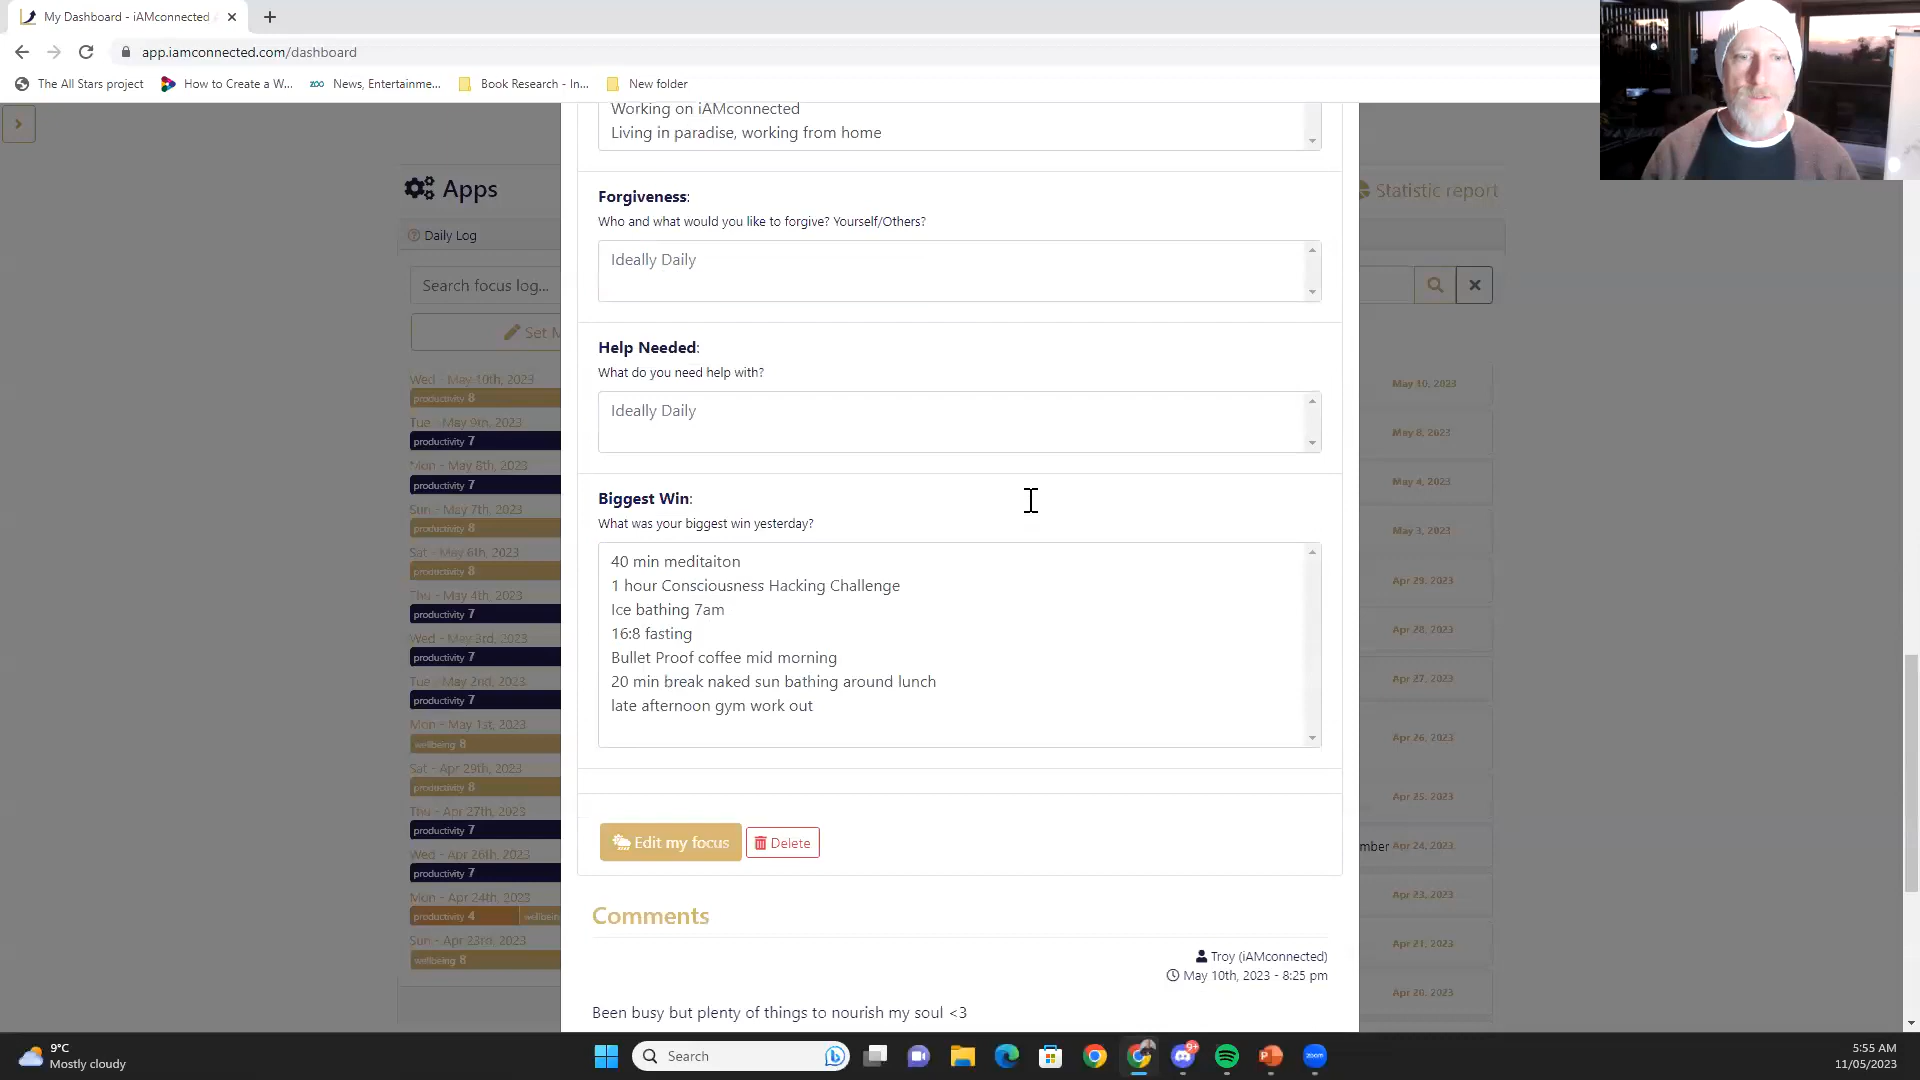 My Dashboard - iAMconnected
app.iamconnected.com/dashboard
The All Stars project
How to Create a W...
zoo News, Entertainme...
Book Research - In...
New folder
Working on iAMconnected
Living in paradise, working from home
Apps
Statistic report
Forgiveness:
Who and what would you like to forgive? Yourself/Others?
Daily Log
Ideally Daily
Search focus log...
Set M
Help Needed:
What do you need help with?
Ideally Daily
Biggest Win:
What was your biggest win yesterday?
40 min meditaiton
1 hour Consciousness Hacking Challenge
Ice bathing 7am
16:8 fasting
Bullet Proof coffee mid morning
20 min break naked sun bathing around lunch
late afternoon gym work out
Edit my focus
Delete
Comments
Troy (iAMconnected)
May 10th, 2023 - 8:25 pm
Been busy but plenty of things to nourish my soul <3
Wed - May 10th, 2023
productivity 8
Tue - May 9th, 2023
productivity 7
*Mon - May 8th, 2023
productivity 7
Sun - May 7th, 2023
productivity 8
Sat - May 6th, 2023
productivity 8
Thu - May 4th, 2023
productivity 7
Wed - May 3rd, 2023
productivity 7
Tue - May 2nd, 2023
productivity 7
Mon - May 1st, 2023
wellbeing 8
Sat - Apr 29th, 2023
productivity 8
Thu - Apr 27th, 2023
productivity 7
Wed - Apr 26th, 2023
productivity 7
Mon - Apr 24th, 2023
productivity 4 wellbein
Sun - Apr 23rd, 2023
wellbeing 8
May 10, 2023
May 8, 2023
May 4, 2023
May 3, 2023
Apr 29, 2023
Apr 28, 2023
Apr 27, 2023
Apr 26, 2023
Apr 25, 2023
mber Apr 24, 2023
Apr 23, 2023
Apr 21, 2023
Apr 20, 2023
9°C
Mostly cloudy
Search
9+
zoom
5:55 AM
11/05/2023